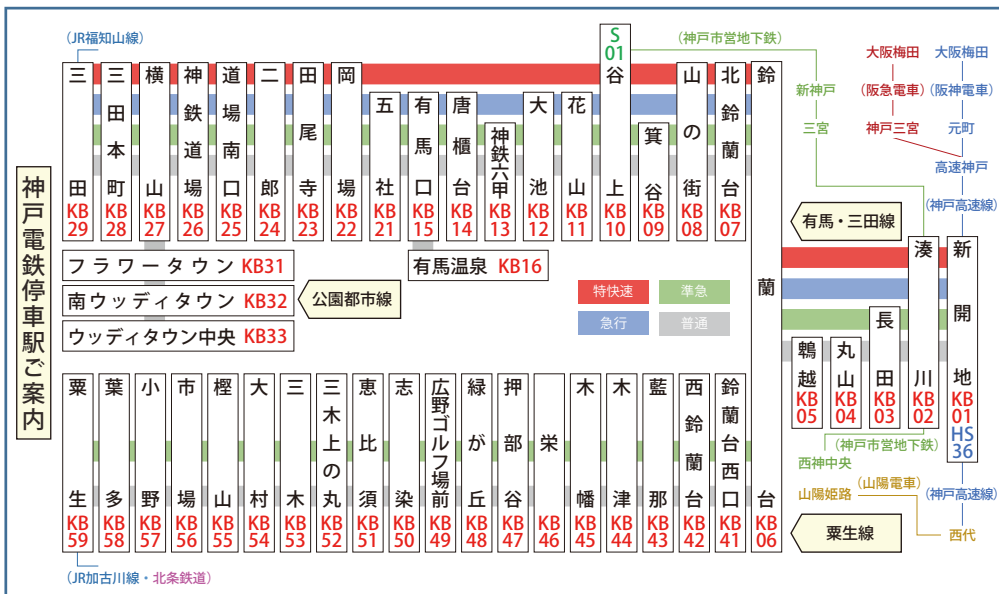 神戸電鉄停車駅ご案内
(JR福知山線)
三田 KB29
三田本町 KB28
横山 KB27
神鉄道場 KB26
道場南口 KB25
二郎 KB24
田尾寺 KB23
岡場 KB22
五社 KB21
有馬口 KB15
唐櫃台 KB14
神鉄六甲 KB13
大池 KB12
花山 KB11
S01
谷上 KB10
箕谷 KB09
山の街 KB08
北鈴蘭台 KB07
鈴蘭台 KB06
(神戸市営地下鉄)
新神戸
三宮
大阪梅田
(阪急電車)
神戸三宮
大阪梅田
(阪神電車)
元町
高速神戸
(神戸高速線)
有馬・三田線
フラワータウン KB31
南ウッディタウン KB32
ウッディタウン中央 KB33
公園都市線
有馬温泉 KB16
特快速
準急
急行
普通
鵯越 KB05
丸山 KB04
長田 KB03
湊川 KB02
新開地 KB01
HS36
(神戸市営地下鉄)
西神中央
山陽姫路
(山陽電車)
(神戸高速線)
西代
粟生線
粟生 KB59
葉多 KB58
小野 KB57
市場 KB56
樫山 KB55
大村 KB54
三木 KB53
三木上の丸 KB52
恵比須 KB51
志染 KB50
広野ゴルフ場前 KB49
緑が丘 KB48
押部谷 KB47
栄 KB46
木幡 KB45
木津 KB44
藍那 KB43
西鈴蘭台 KB42
鈴蘭台西口 KB41
(JR加古川線・北条鉄道)